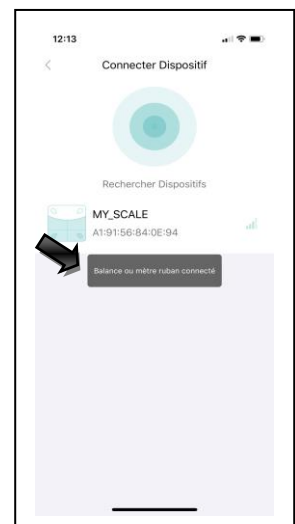 12:13
Connecter Dispositif
Rechercher Dispositifs
MY_SCALE
A1:91:56:84:0E:94
Balance ou mètre ruban connecté